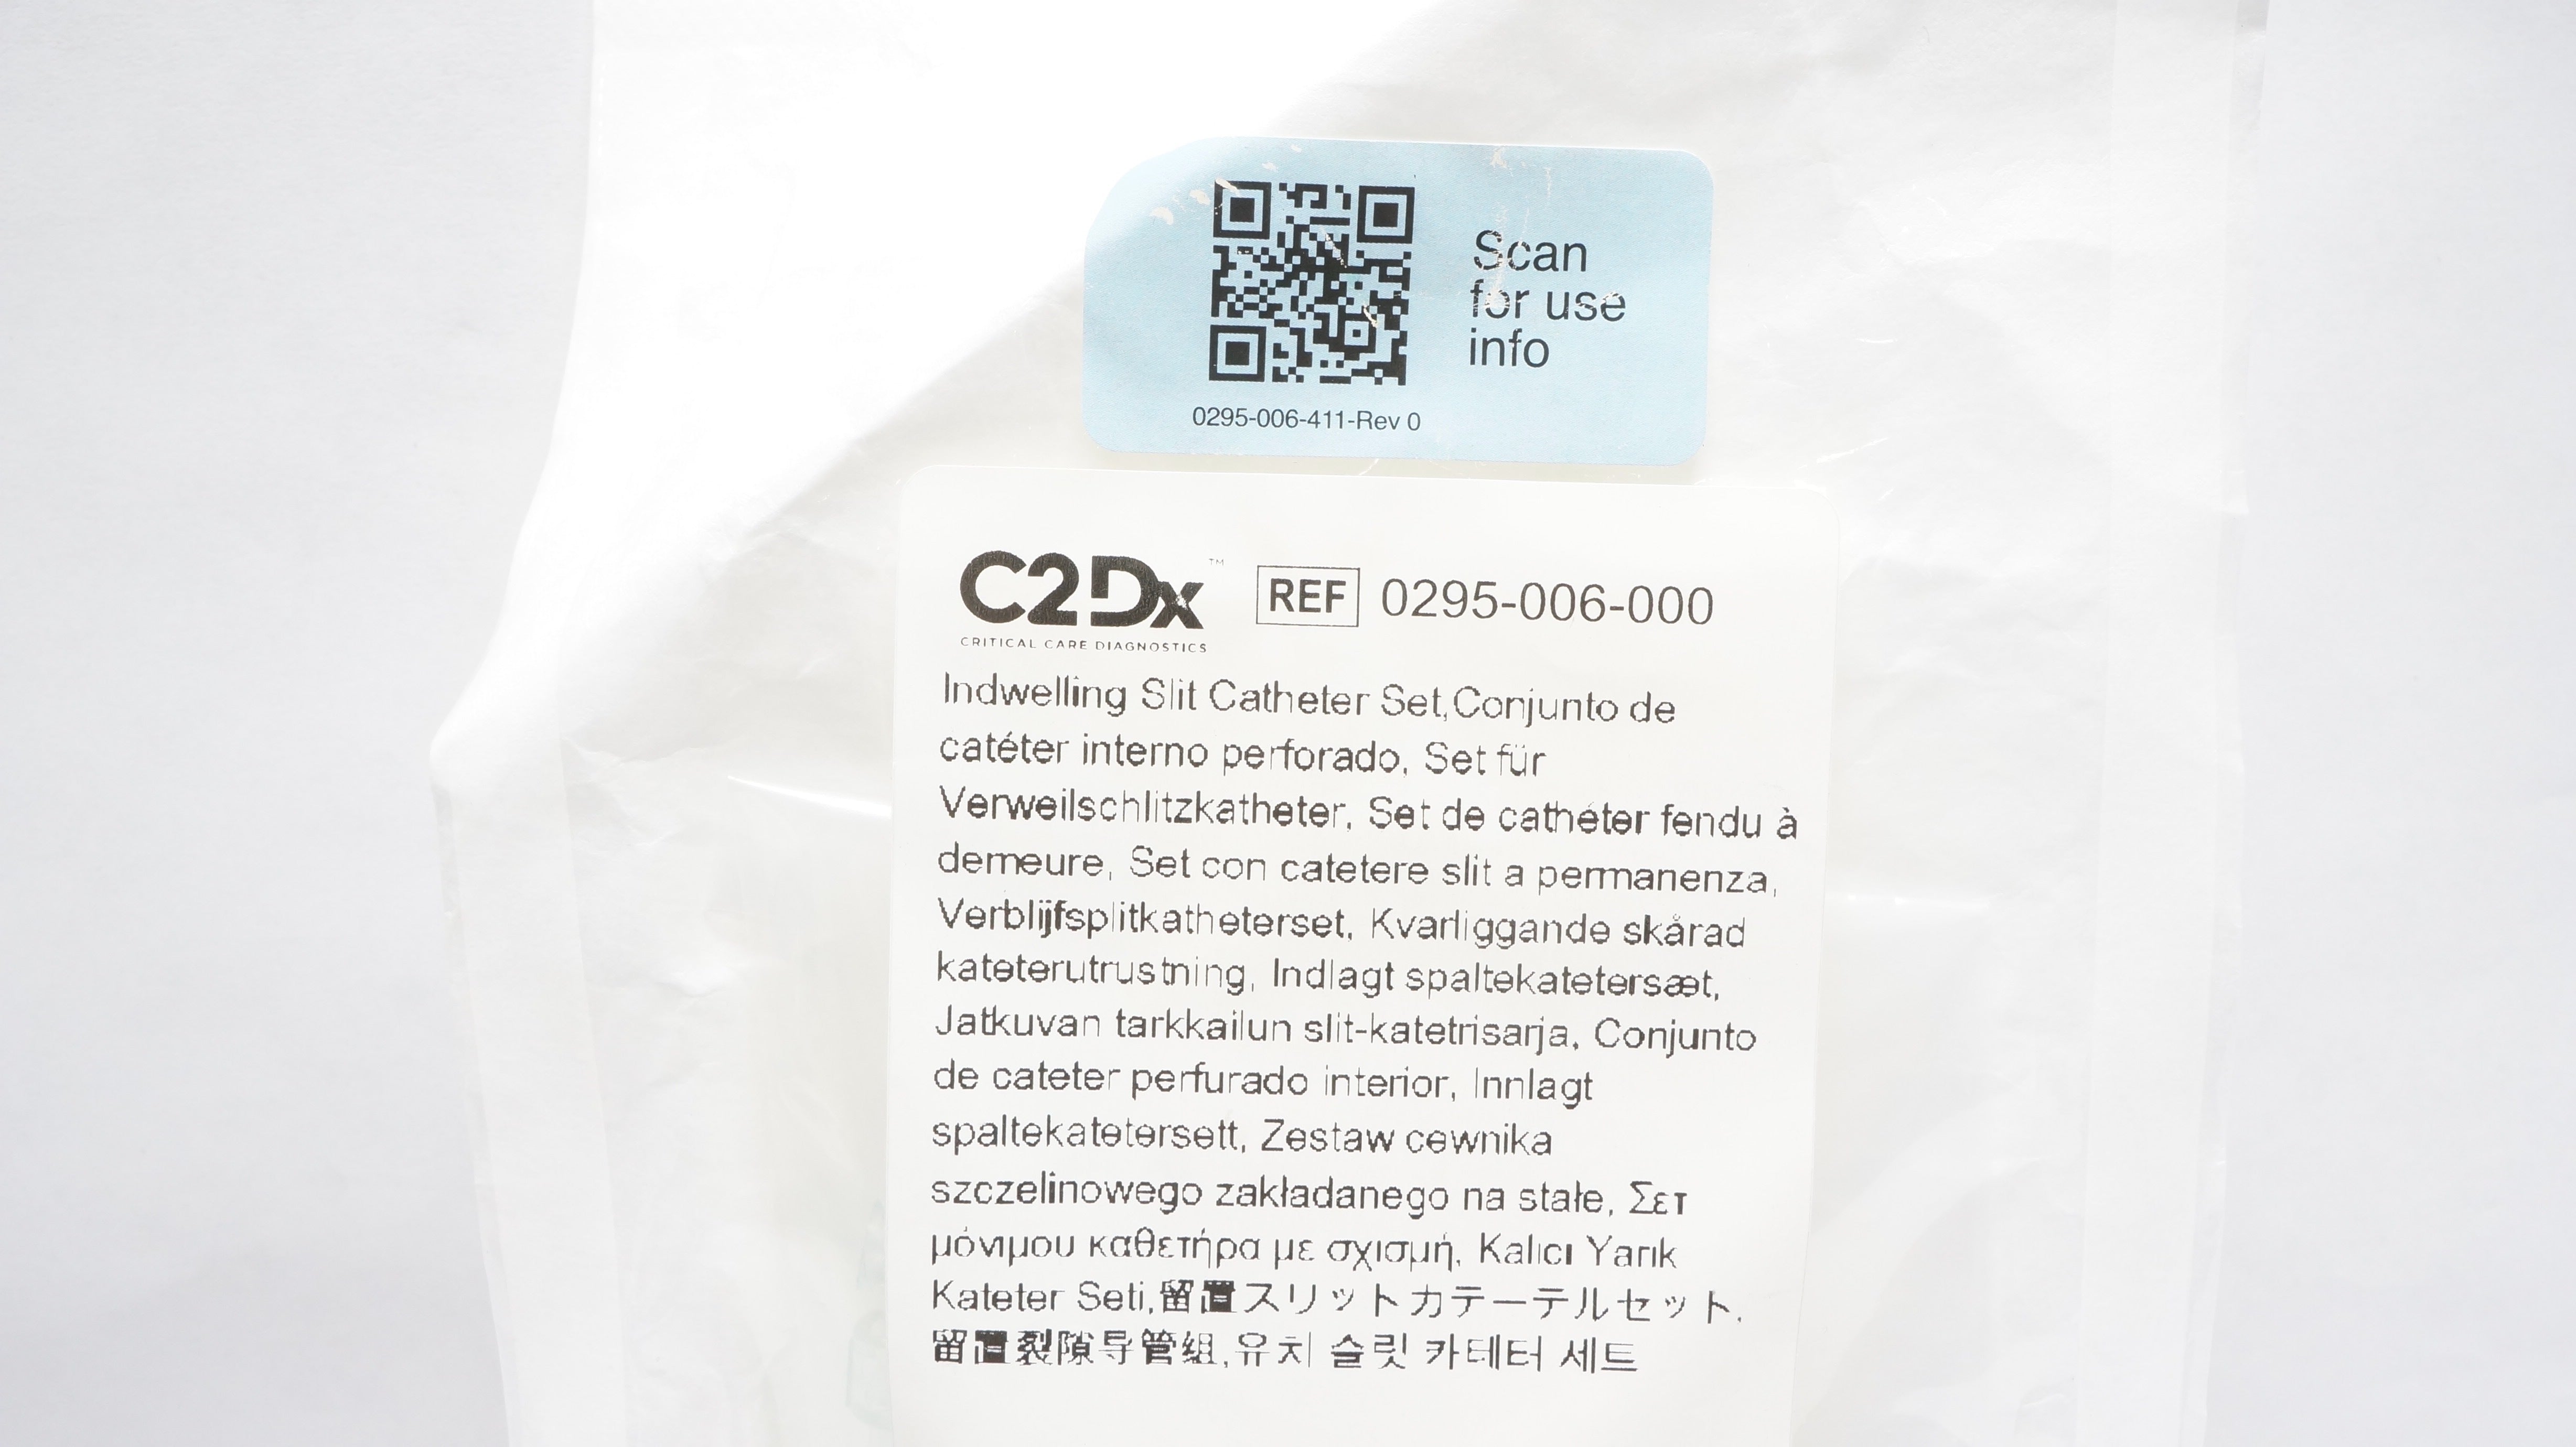 Scan
for use
info
0295-006-411-Rev 0
C2Dx™
CRITICAL CARE DIAGNOSTICS
REF 0295-006-000
Indwelling Slit Catheter Set,Conjunto de
catéter interno perforado, Set für
Verweilschlitzkatheter, Set de cathéter fendu à
demeure, Set con catetere slit a permanenza,
Verblijfsplitkatheterset, Kvarliggande skårad
kateterutrustning, Indlagt spaltekatetersæt,
Jatkuvan tarkkailun slit-katetrisarja, Conjunto
de cateter perfurado interior, Innlagt
spaltekatetersett, Zestaw cewnika
szczelinowego zakładanego na stałe, Σετ
μόνιμου καθετήρα με σχισμή, Kalıcı Yarık
Kateter Seti,留置スリットカテーテルセット,
留置裂隙导管组,유치 슬릿 카테터 세트